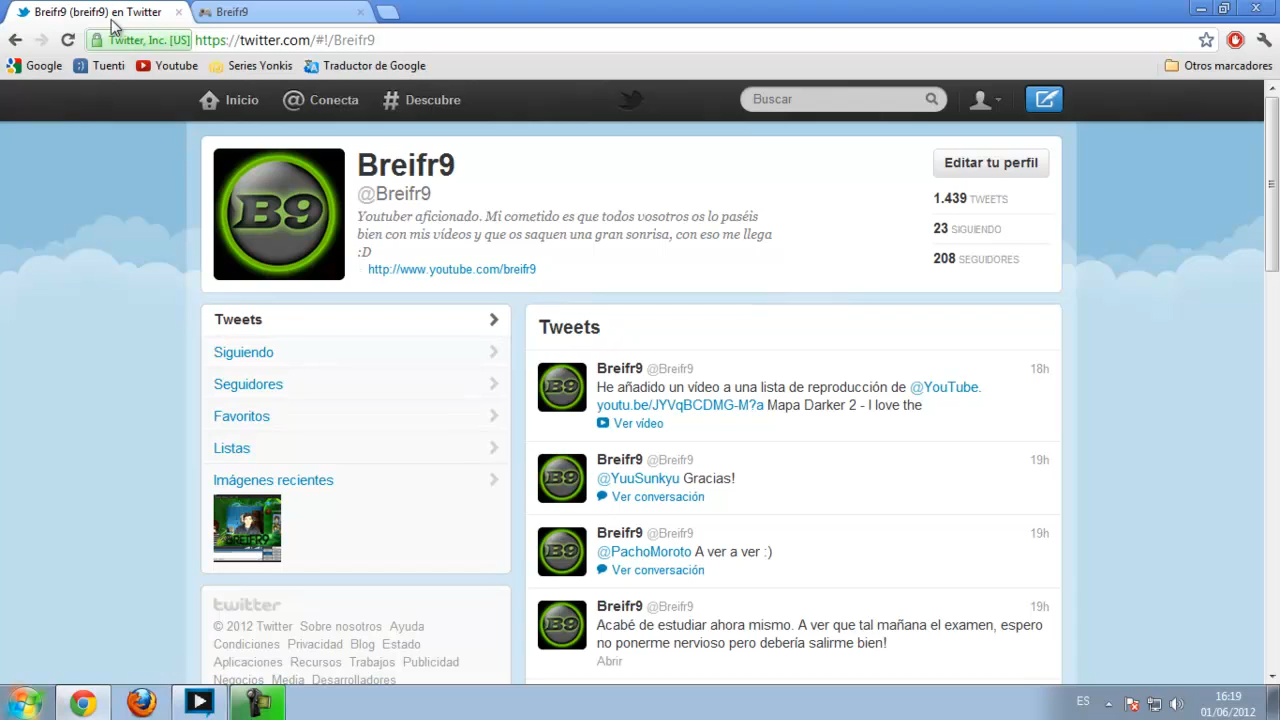 Breifr9 (breifr9) en Twitter
Breifr9
Twitter, Inc. [US]
https://twitter.com/#!/Breifr9
Google
Tuenti
Youtube
Series Yonkis
Traductor de Google
Otros marcadores
Inicio
Conecta
Descubre
Buscar
B9
Breifr9
@Breifr9
Youtuber aficionado. Mi cometido es que todos vosotros os lo paséis
bien con mis vídeos y que os saquen una gran sonrisa, con eso me llega
:D
http://www.youtube.com/breifr9
Editar tu perfil
1.439 TWEETS
23 SIGUIENDO
208 SEGUIDORES
Tweets
Siguiendo
Seguidores
Favoritos
Listas
Imágenes recientes
BREIFR9
twitter
© 2012 Twitter Sobre nosotros Ayuda
Condiciones Privacidad Blog Estado
Aplicaciones Recursos Trabajos Publicidad
Negocios Media Desarrolladores
Tweets
B9
Breifr9 @Breifr9 18h
He añadido un vídeo a una lista de reproducción de @YouTube.
youtu.be/JYVqBCDMG-M?a Mapa Darker 2 - I love the
Ver vídeo
B9
Breifr9 @Breifr9 19h
@YuuSunkyu Gracias!
Ver conversación
B9
Breifr9 @Breifr9 19h
@PachoMoroto A ver a ver :)
Ver conversación
B9
Breifr9 @Breifr9 19h
Acabé de estudiar ahora mismo. A ver que tal mañana el examen, espero
no ponerme nervioso pero debería salirme bien!
Abrir
ES
16:19
01/06/2012